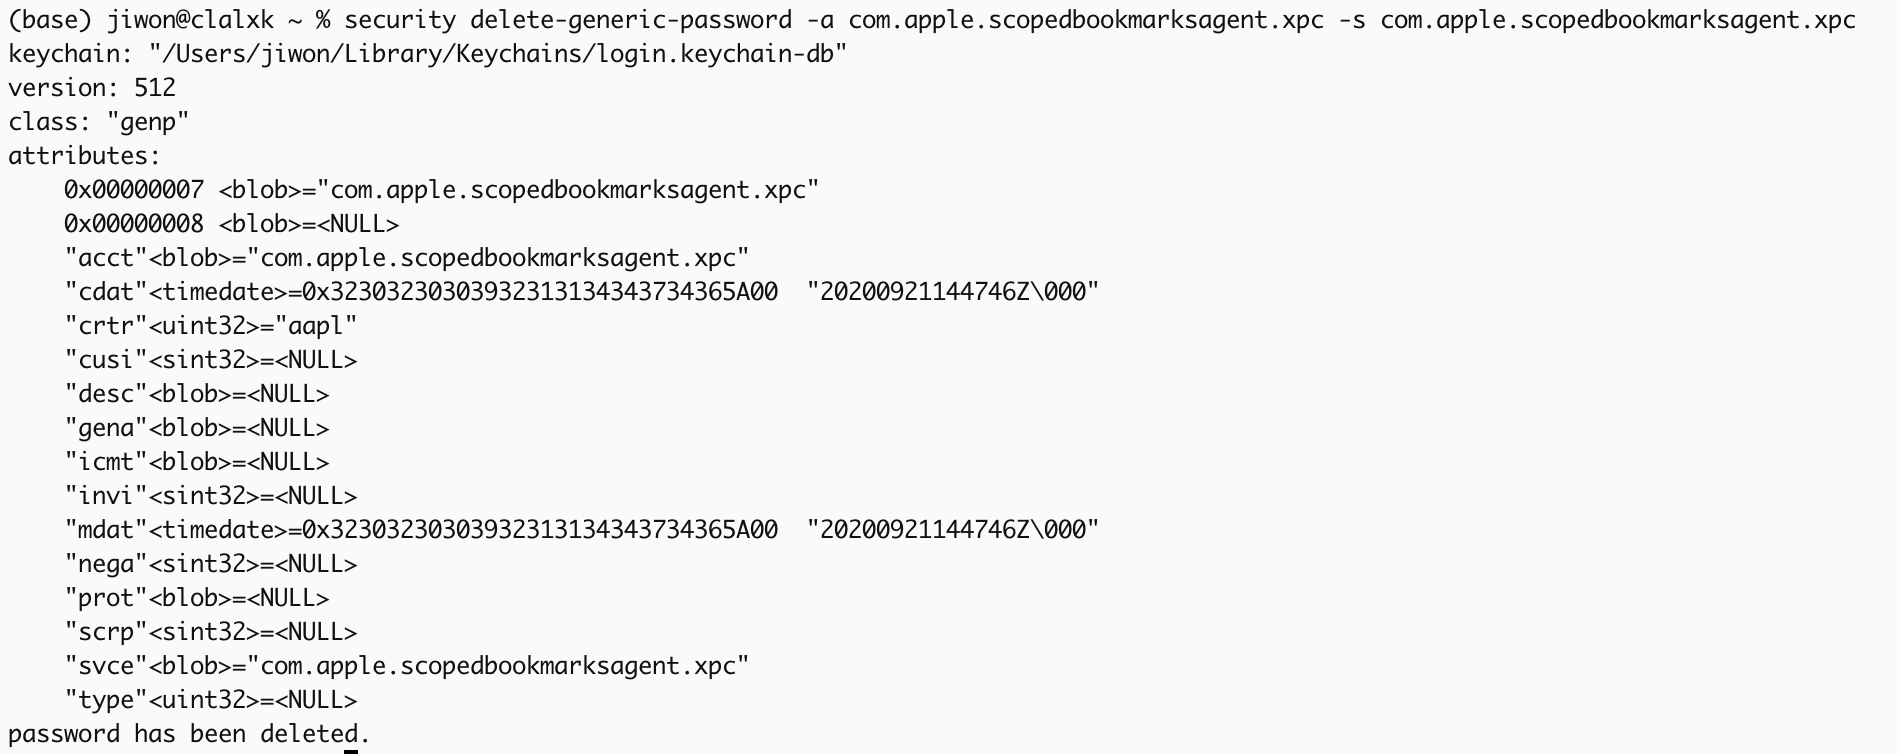 (base) jiwon@clalxk ~ % security delete-generic-password -a com.apple.scopedbookmarksagent.xpc -s com.apple.scopedbookmarksagent.xpc
keychain: "/Users/jiwon/Library/Keychains/login.keychain-db"
version: 512
class: "genp"
attributes:
    0x00000007 <blob>="com.apple.scopedbookmarksagent.xpc"
    0x00000008 <blob>=<NULL>
    "acct"<blob>="com.apple.scopedbookmarksagent.xpc"
    "cdat"<timedate>=0x32303230303932313134343734365A00  "20200921144746Z\000"
    "crtr"<uint32>="aapl"
    "cusi"<sint32>=<NULL>
    "desc"<blob>=<NULL>
    "gena"<blob>=<NULL>
    "icmt"<blob>=<NULL>
    "invi"<sint32>=<NULL>
    "mdat"<timedate>=0x32303230303932313134343734365A00  "20200921144746Z\000"
    "nega"<sint32>=<NULL>
    "prot"<blob>=<NULL>
    "scrp"<sint32>=<NULL>
    "svce"<blob>="com.apple.scopedbookmarksagent.xpc"
    "type"<uint32>=<NULL>
password has been deleted.